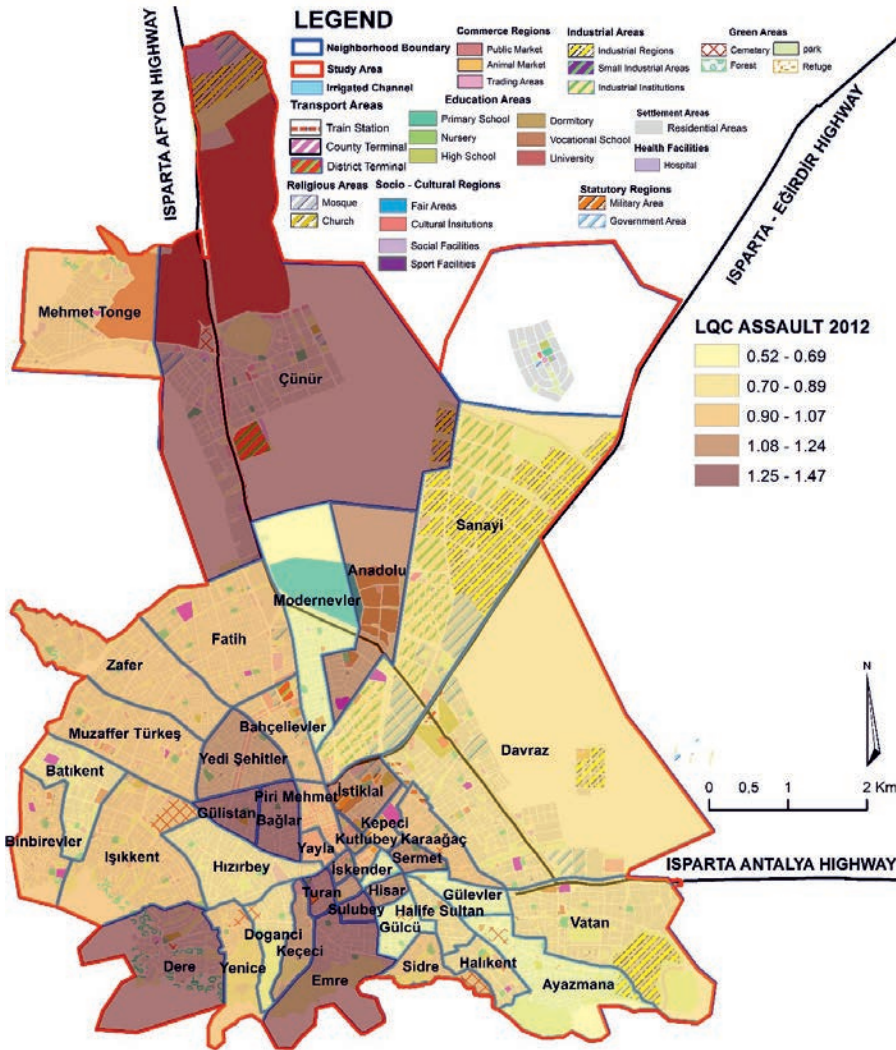 LEGEND
Neighborhood Boundary
Study Area
Irrigated Channel
Transport Areas
Train Station
County Terminal
District Terminal
Religious Areas
Mosque
Church
Commerce Regions
Public Market
Animal Market
Trading Areas
Education Areas
Primary School
Nursery
High School
Dormitory
Vocational School
University
Socio - Cultural Regions
Fair Areas
Cultural İnsitutions
Social Facilities
Sport Facilities
Industrial Areas
Industrial Regions
Small Industrial Areas
Industrial Institutions
Green Areas
Cemetery
park
Forest
Refuge
Settlement Areas
Residential Areas
Health Facilities
Hospital
Statutory Regions
Military Area
Government Area
ISPARTA AFYON HIGHWAY
ISPARTA - EĞİRDİR HIGHWAY
LQC ASSAULT 2012
0.52 - 0.69
0.70 - 0.89
0.90 - 1.07
1.08 - 1.24
1.25 - 1.47
Mehmet Tonge
Çünür
Sanayi
Anadolu
Modernevler
Fatih
Zafer
Bahçelievler
Muzaffer Türkeş
Yedi Şehitler
Davraz
Batıkent
Piri Mehmet
İstiklal
Gülistan
Bağlar
Kepeci
Binbirevler
Işıkkent
Yayla
Kutlubey
Karaağaç
Hızırbey
İskender
Sermet
Turan
Hisar
Gülevler
Sulubey
Halife Sultan
Doganci
Gülcü
Vatan
Keçeci
Dere
Yenice
Emre
Sidre
Halıkent
Ayazmana
N
0 1 2 Km
ISPARTA ANTALYA HIGHWAY